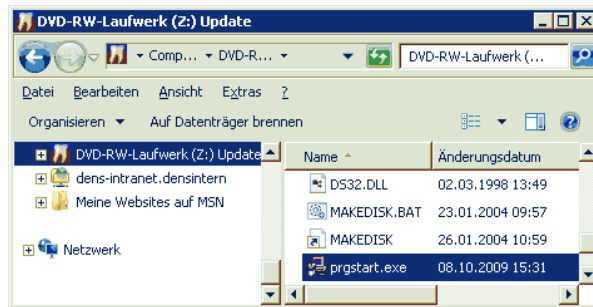 DVD-RW-Laufwerk (Z:) Update
Comp... DVD-R... DVD-RW-Laufwerk (...
Datei Bearbeiten Ansicht Extras ?
Organisieren Auf Datenträger brennen
DVD-RW-Laufwerk (Z:) Update
dens-intranet.densintern
Meine Websites auf MSN
Netzwerk
Name Änderungsdatum
DS32.DLL 02.03.1998 13:49
MAKEDISK.BAT 23.01.2004 09:57
MAKEDISK 26.01.2004 10:59
prgstart.exe 08.10.2009 15:31